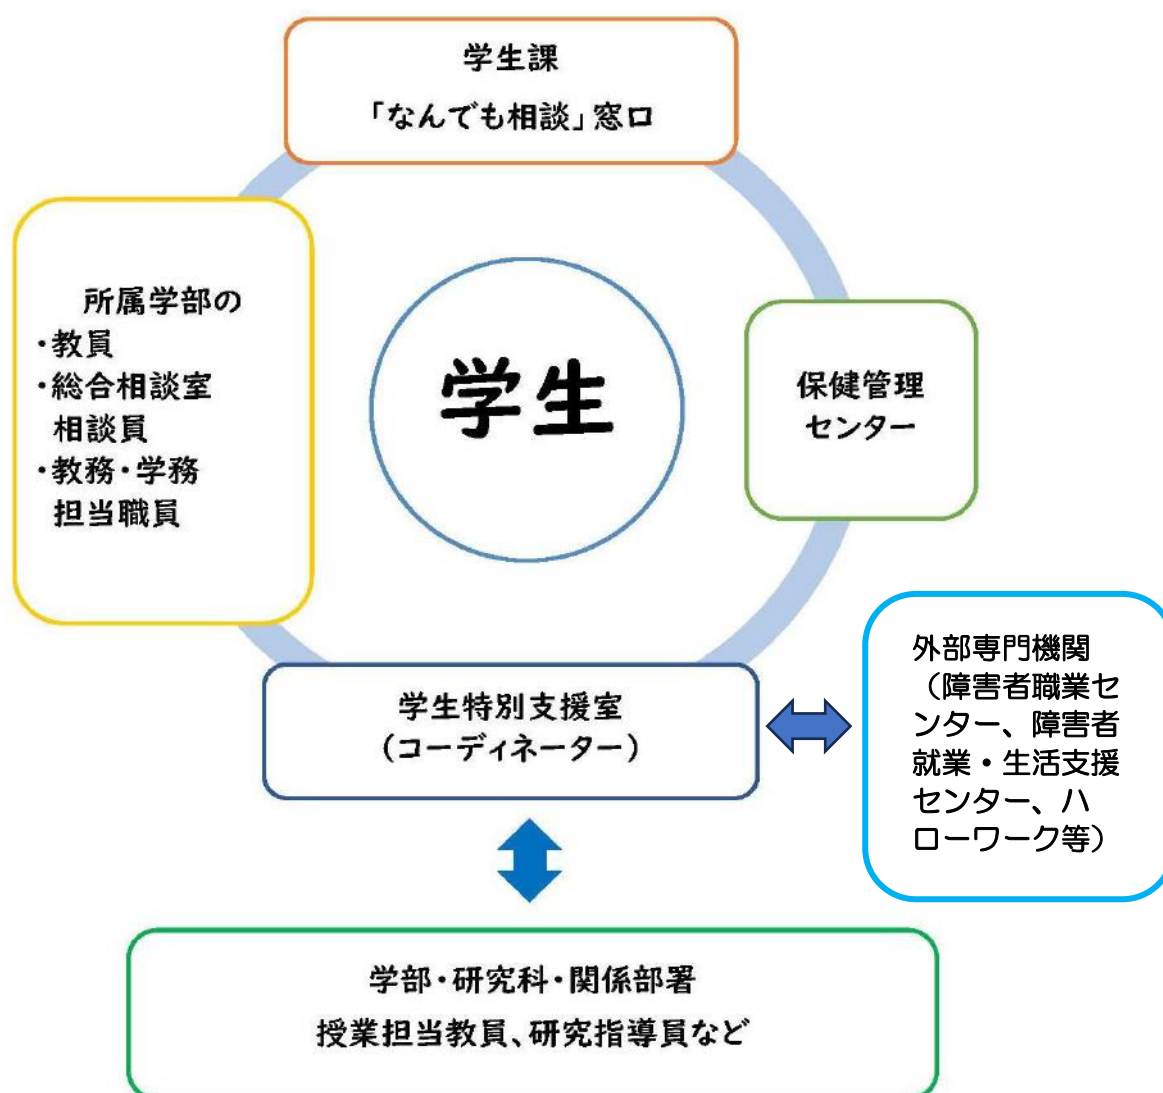 学生課
「なんでも相談」窓口
所属学部の
・教員
・総合相談室
相談員
・教務・学務
担当職員
学生
保健管理
センター
学生特別支援室
（コーディネーター）
外部専門機関
（障害者職業セ
ンター、障害者
就業・生活支援
センター、ハ
ローワーク等）
学部・研究科・関係部署
授業担当教員、研究指導員など